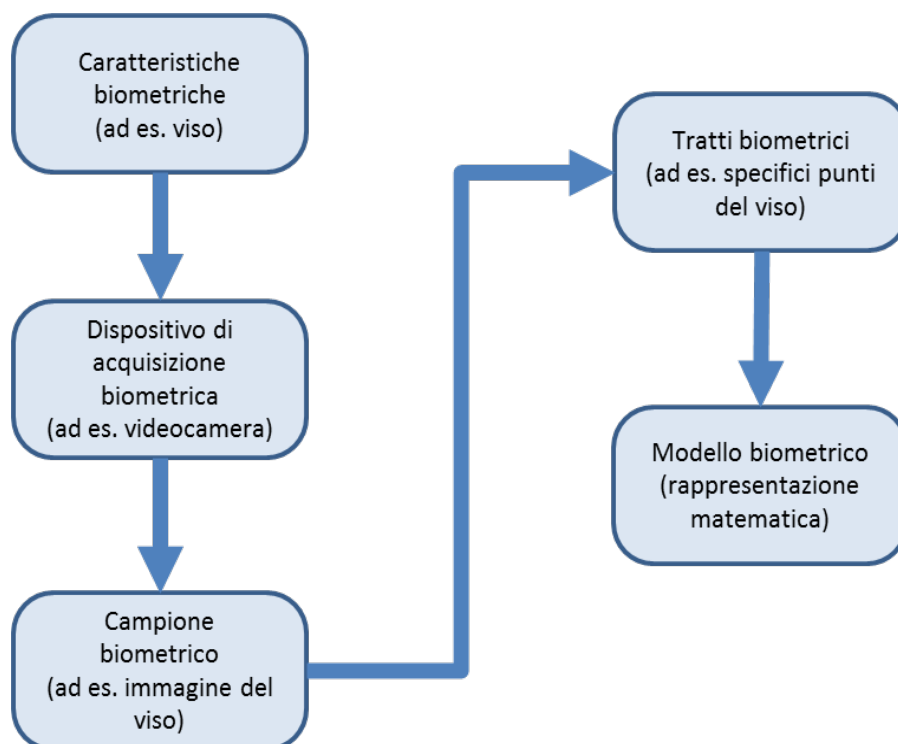 Caratteristiche
biometriche
(ad es. viso)
Dispositivo di
acquisizione
biometrica
(ad es. videocamera)
Campione
biometrico
(ad es. immagine del
viso)
Tratti biometrici
(ad es. specifici punti
del viso)
Modello biometrico
(rappresentazione
matematica)